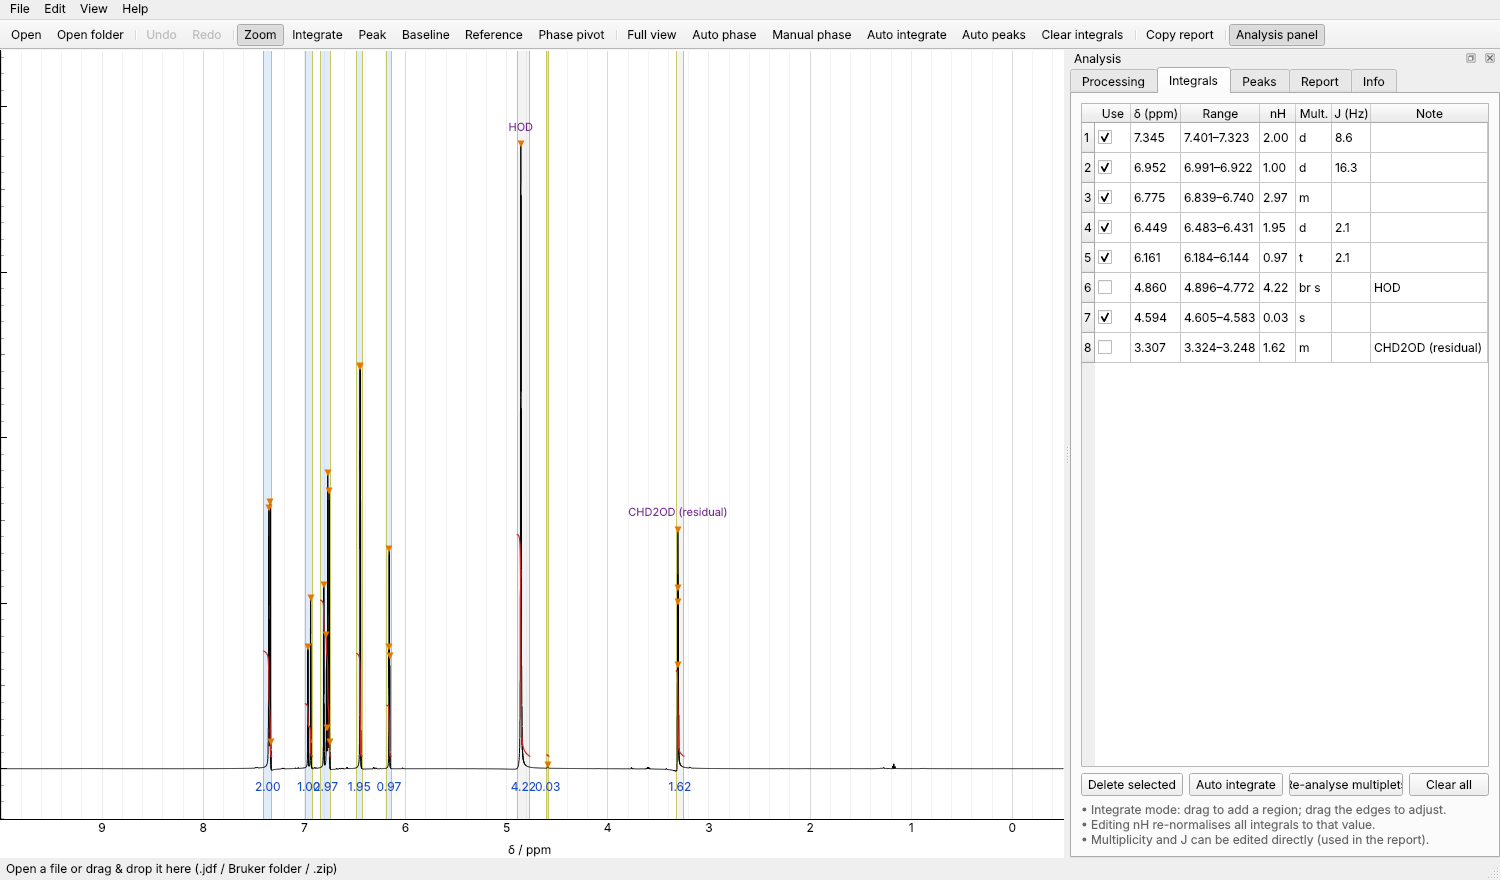 File Edit View Help
Open Open folder Undo Redo Zoom Integrate Peak Baseline Reference Phase pivot Full view Auto phase Manual phase Auto integrate Auto peaks Clear integrals Copy report Analysis panel
Analysis
Processing Integrals Peaks Report Info
Use δ (ppm) Range nH Mult. J (Hz) Note
1 7.345 7.401–7.323 2.00 d 8.6
2 6.952 6.991–6.922 1.00 d 16.3
3 6.775 6.839–6.740 2.97 m
4 6.449 6.483–6.431 1.95 d 2.1
5 6.161 6.184–6.144 0.97 t 2.1
6 4.860 4.896–4.772 4.22 br s HOD
7 4.594 4.605–4.583 0.03 s
8 3.307 3.324–3.248 1.62 m CHD2OD (residual)
HOD
CHD2OD (residual)
2.00 1.00 2.97 1.95 0.97 4.22 0.03 1.62
9 8 7 6 5 4 3 2 1 0
δ / ppm
Delete selected Auto integrate Re-analyse multiplets Clear all
• Integrate mode: drag to add a region; drag the edges to adjust.
• Editing nH re-normalises all integrals to that value.
• Multiplicity and J can be edited directly (used in the report).
Open a file or drag & drop it here (.jdf / Bruker folder / .zip)